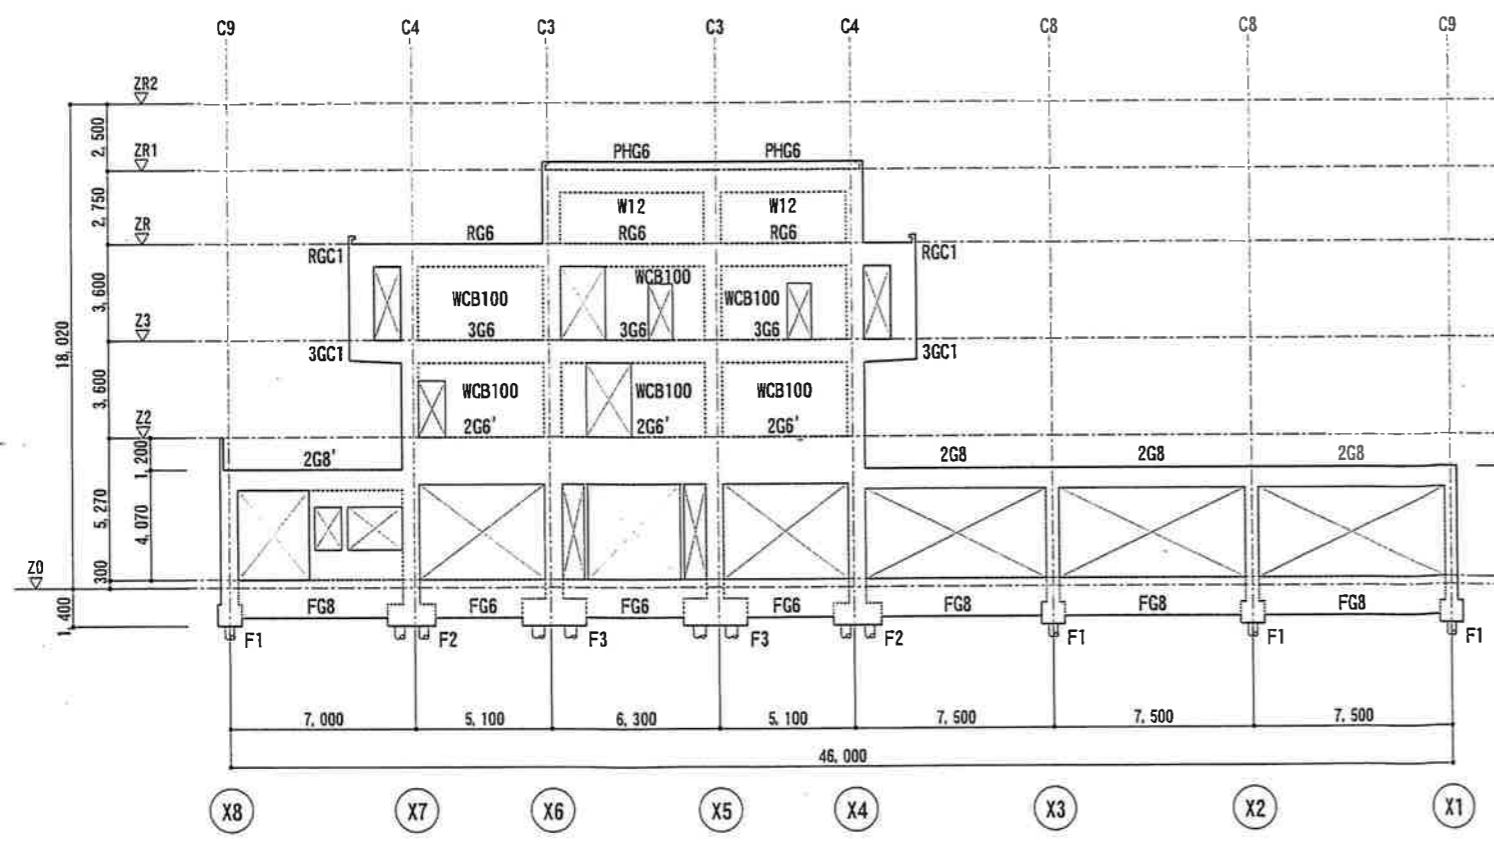 C9 C4 C3 C3 C4 C8 C8 C9
ZR2
2,500
ZR1
PHG6 PHG6
2,750
W12 W12
ZR
RG6 RG6 RG6
RGC1 RGC1
3,600
WCB100 WCB100 WCB100
Z3
3G6 3G6 3G6
18,020
3GC1 3GC1
3,600
WCB100 WCB100 WCB100
Z2
2G6' 2G6' 2G6'
1,200
2G8' 2G8 2G8 2G8
5,270
4,070
Z0
300
1,400
FG8 FG6 FG6 FG6 FG8 FG8 FG8
F1 F2 F3 F3 F2 F1 F1 F1
7,000 5,100 6,300 5,100 7,500 7,500 7,500
46,000
X8 X7 X6 X5 X4 X3 X2 X1